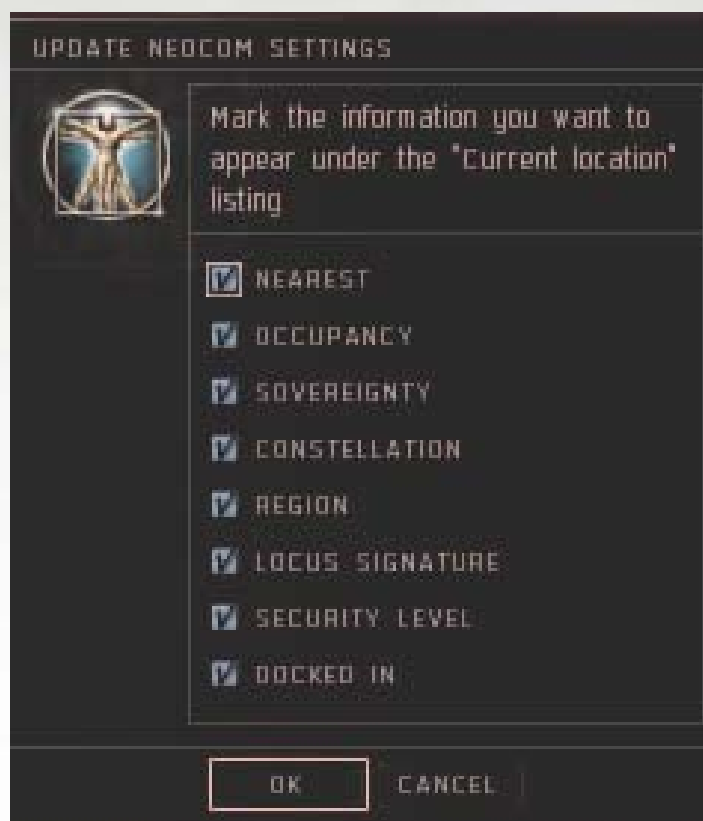 UPDATE NEOCOM SETTINGS
Mark the information you want to
appear under the "Current location"
listing
NEAREST
OCCUPANCY
SOVEREIGNTY
CONSTELLATION
REGION
LOCUS SIGNATURE
SECURITY LEVEL
DOCKED IN
OK CANCEL